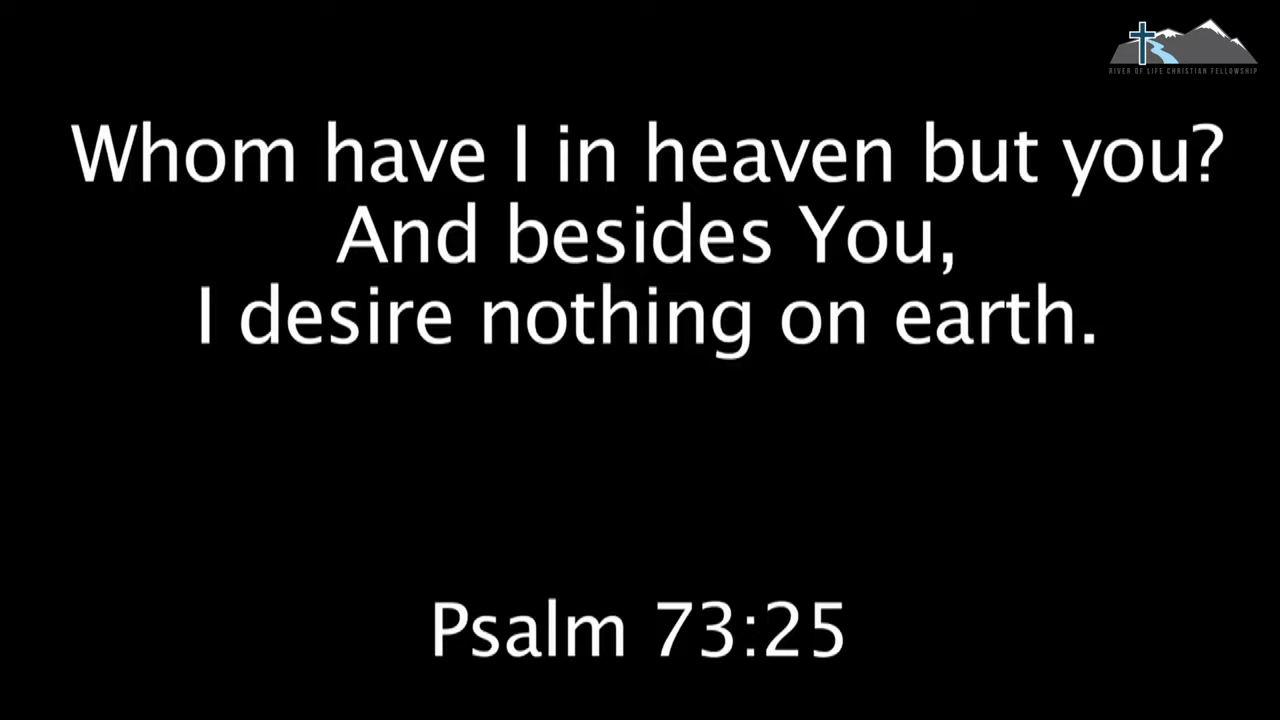 RIVER OF LIFE CHRISTIAN FELLOWSHIP
Whom have I in heaven but you?
And besides You,
I desire nothing on earth.
Psalm 73:25